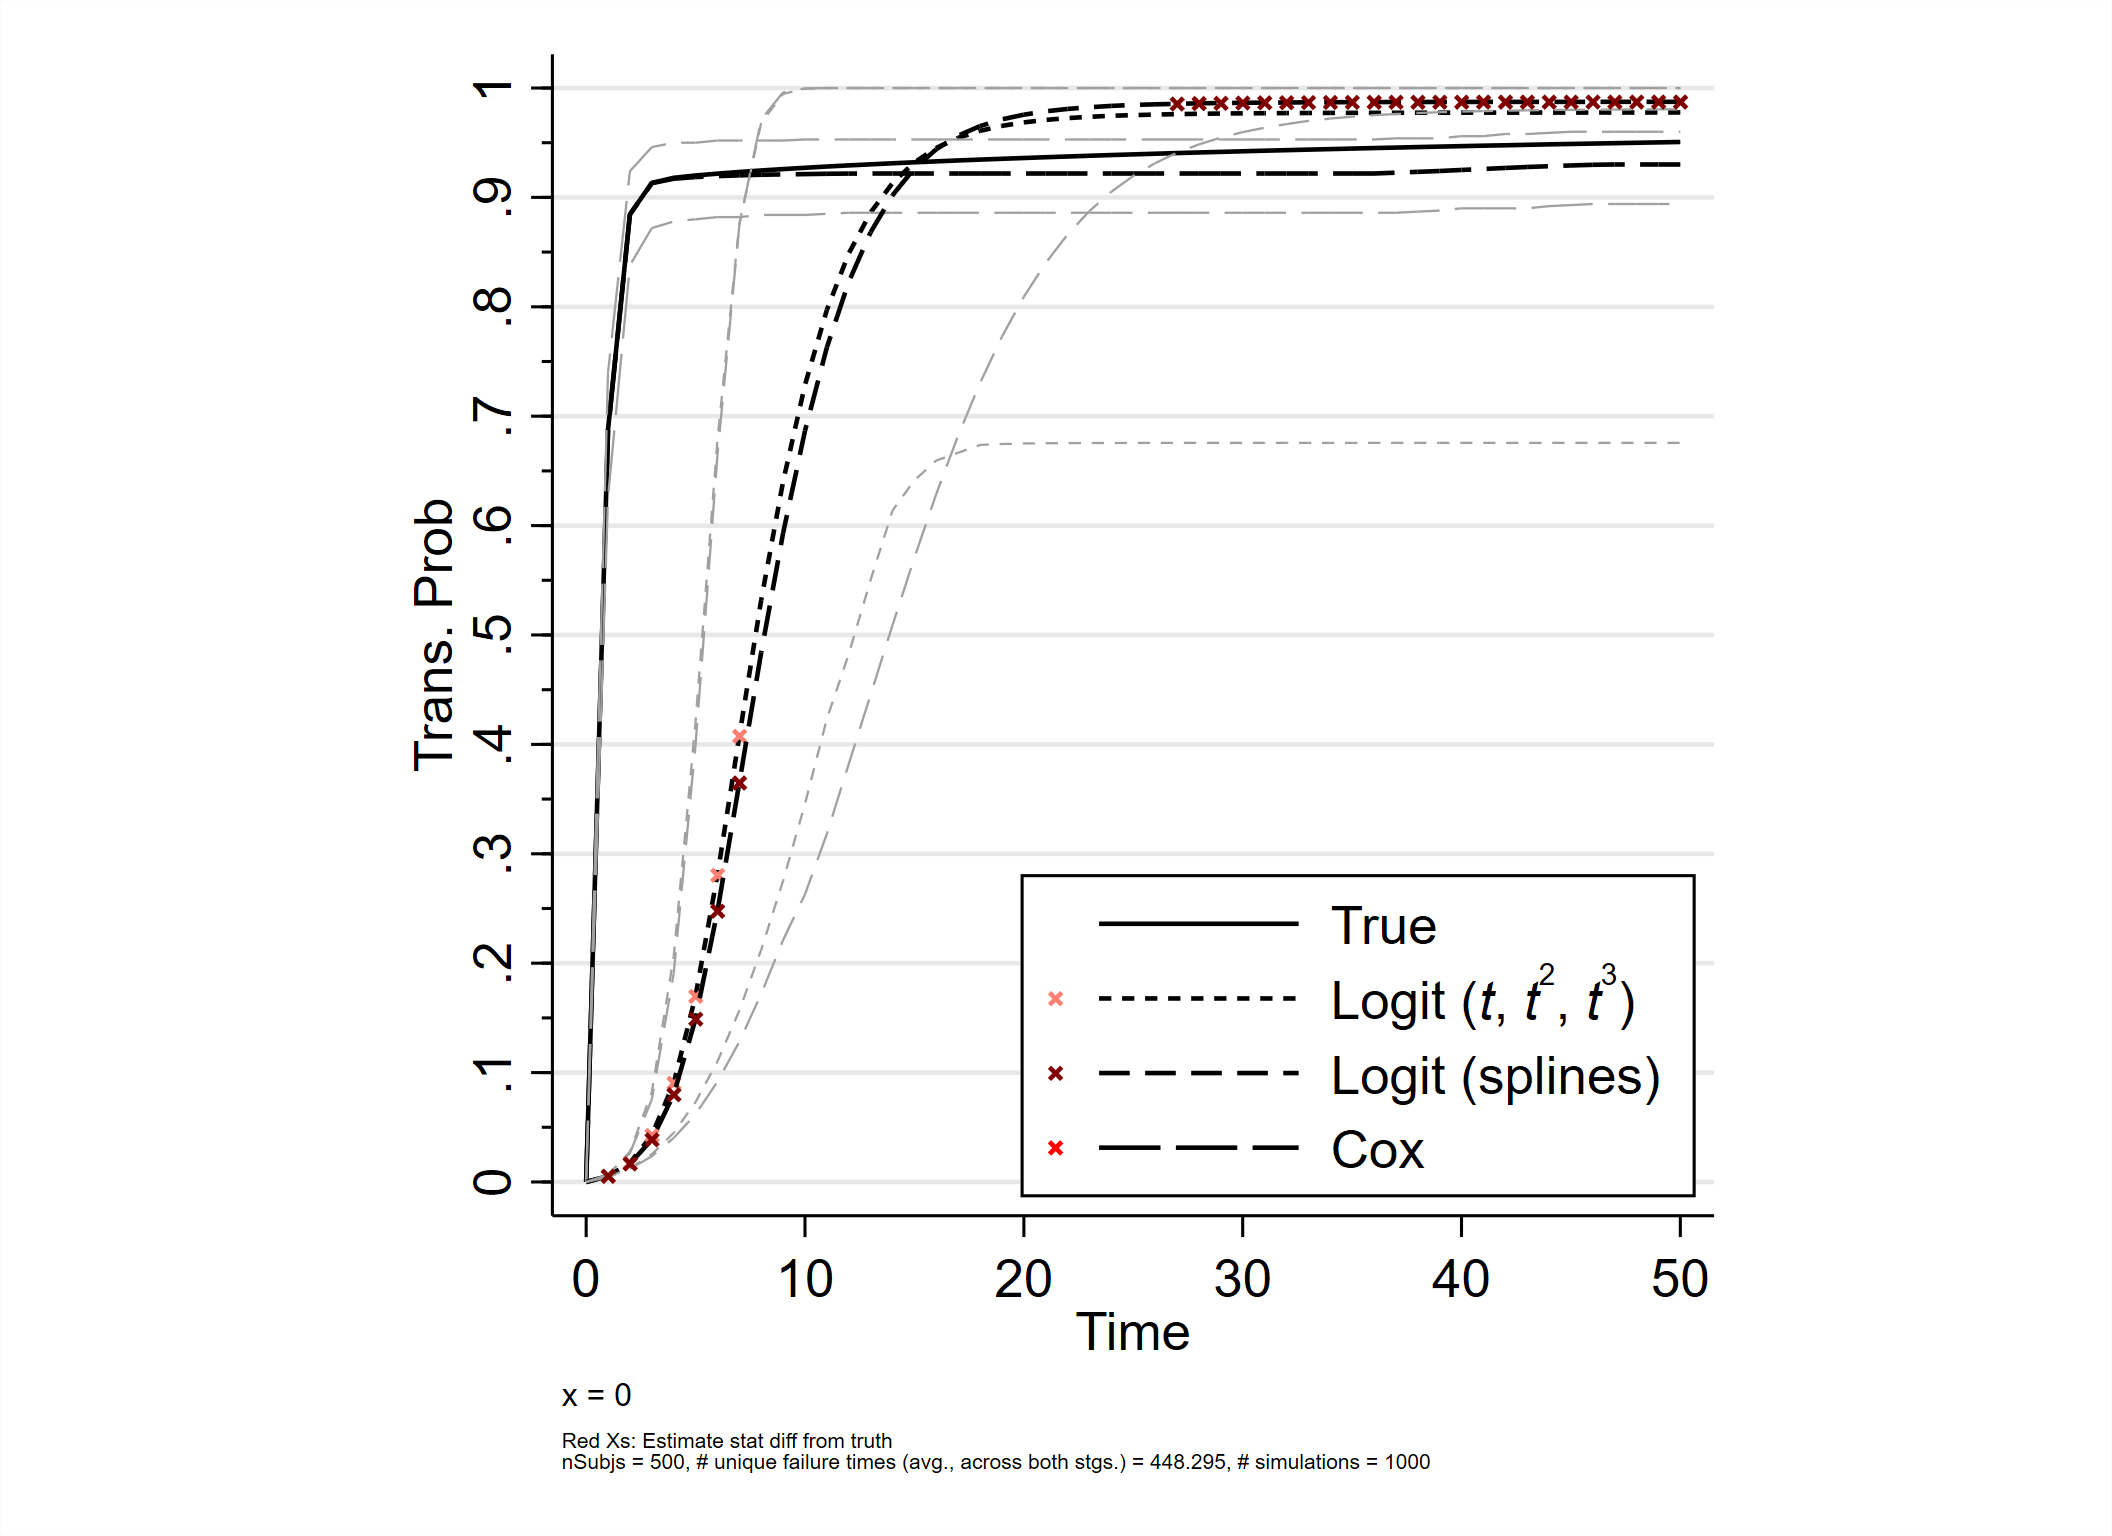 1
.9
.8
.7
.6
.5
.4
.3
.2
.1
0
Trans. Prob
True
Logit (t, t², t³)
Logit (splines)
Cox
0 10 20 30 40 50
Time
x = 0
Red Xs: Estimate stat diff from truth
nSubjs = 500, # unique failure times (avg., across both stgs.) = 448.295, # simulations = 1000